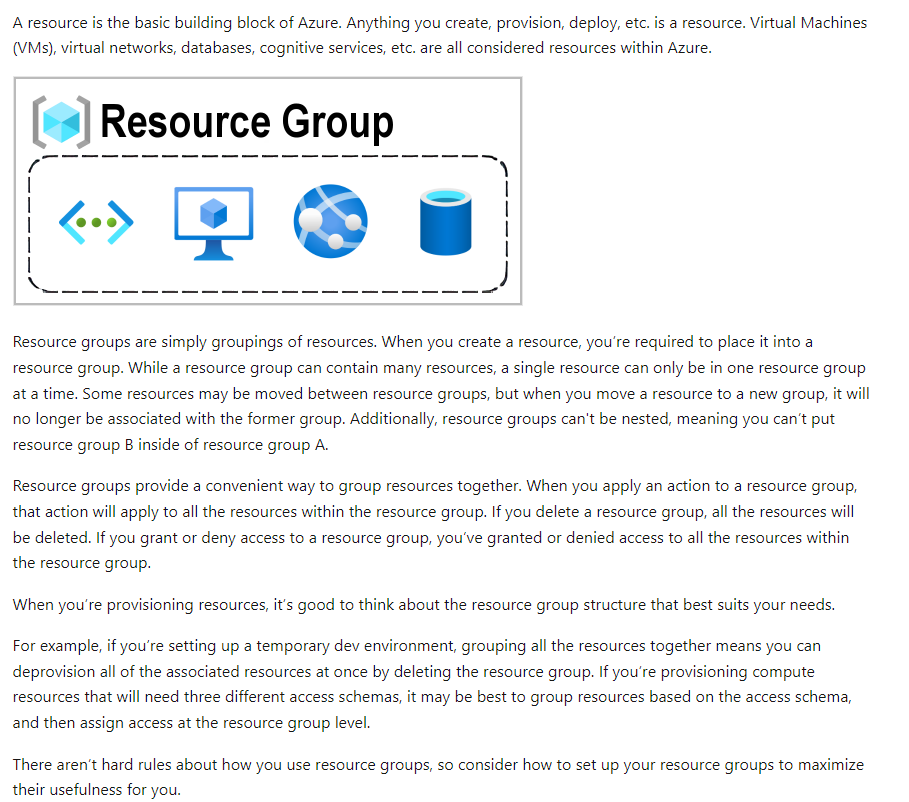 A resource is the basic building block of Azure. Anything you create, provision, deploy, etc. is a resource. Virtual Machines
(VMs), virtual networks, databases, cognitive services, etc. are all considered resources within Azure.
Resource Group
Resource groups are simply groupings of resources. When you create a resource, you're required to place it into a
resource group. While a resource group can contain many resources, a single resource can only be in one resource group
at a time. Some resources may be moved between resource groups, but when you move a resource to a new group, it will
no longer be associated with the former group. Additionally, resource groups can't be nested, meaning you can't put
resource group B inside of resource group A.
Resource groups provide a convenient way to group resources together. When you apply an action to a resource group,
that action will apply to all the resources within the resource group. If you delete a resource group, all the resources will
be deleted. If you grant or deny access to a resource group, you've granted or denied access to all the resources within
the resource group.
When you're provisioning resources, it's good to think about the resource group structure that best suits your needs.
For example, if you're setting up a temporary dev environment, grouping all the resources together means you can
deprovision all of the associated resources at once by deleting the resource group. If you're provisioning compute
resources that will need three different access schemas, it may be best to group resources based on the access schema,
and then assign access at the resource group level.
There aren't hard rules about how you use resource groups, so consider how to set up your resource groups to maximize
their usefulness for you.